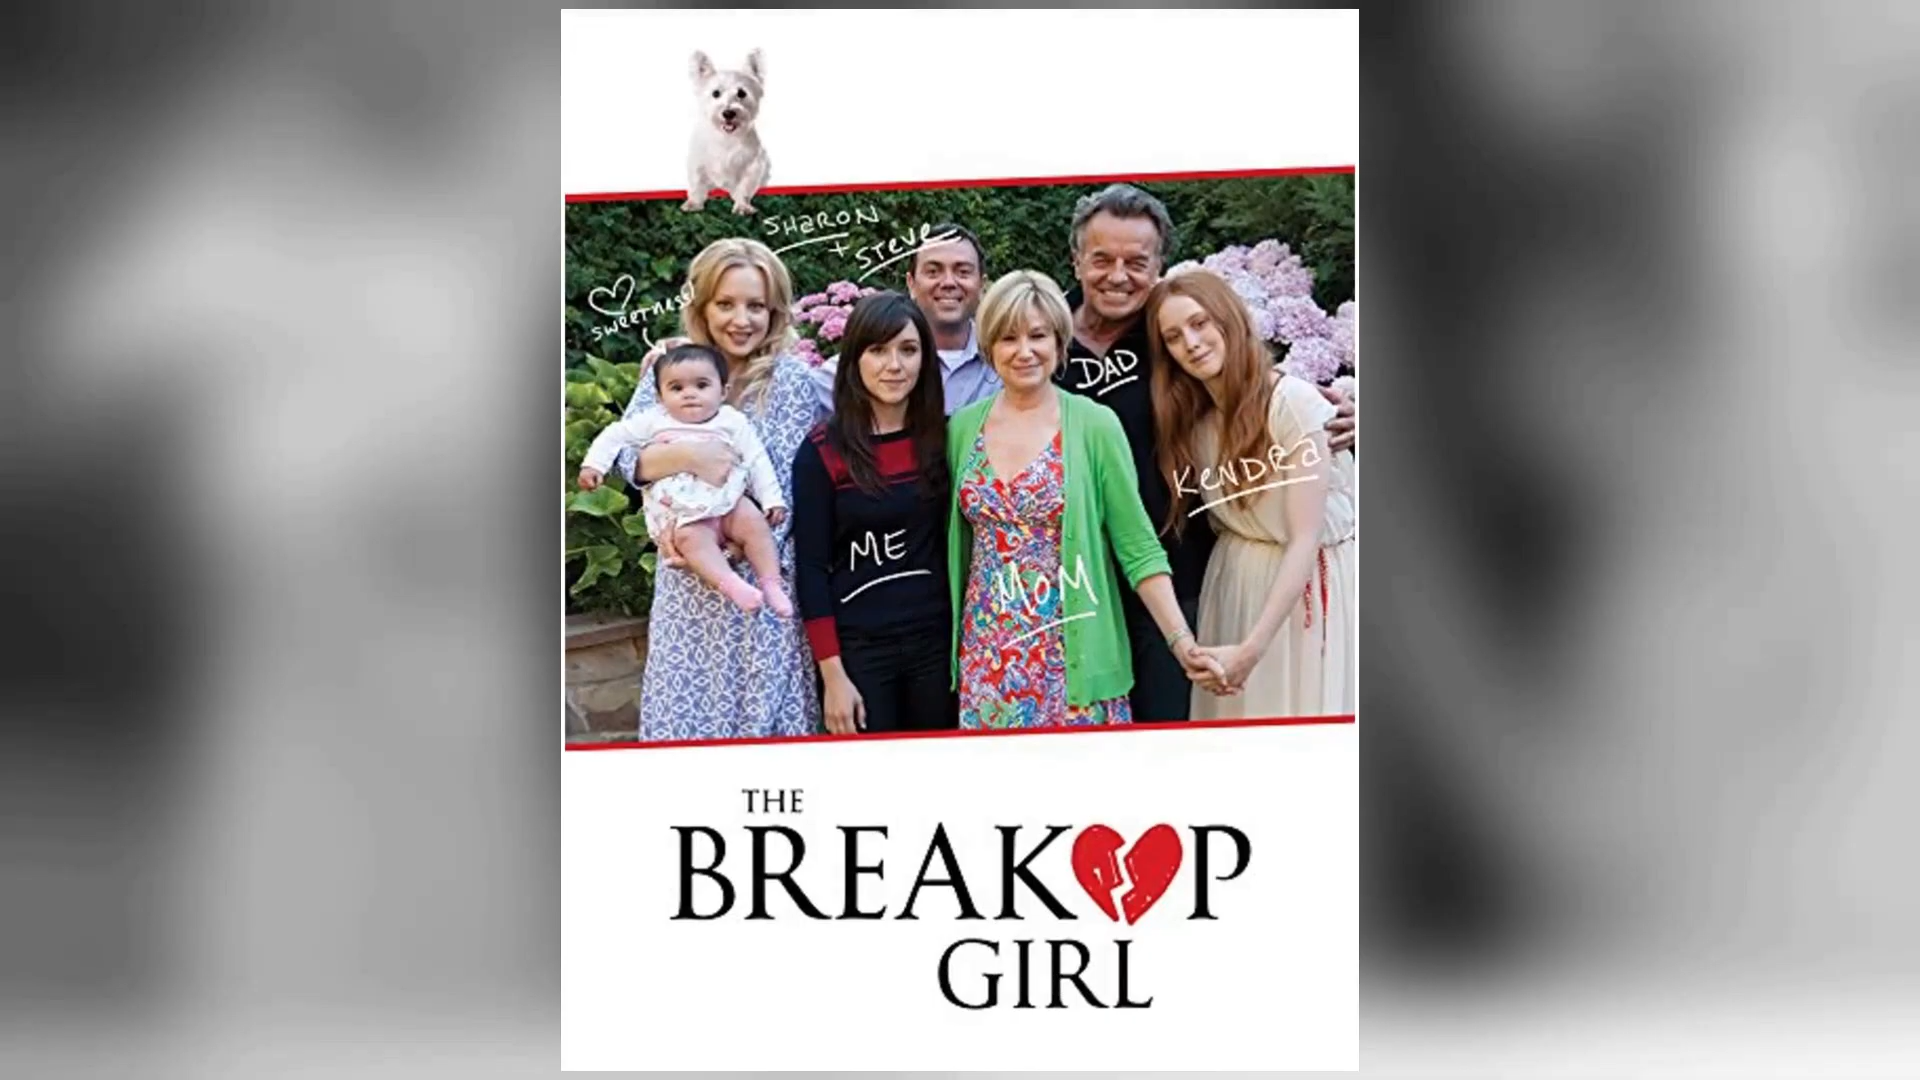 SHARON
+ STEVE
sweetness!
DAD
KENDRa
ME
MOM
THE
BREAKUP
GIRL